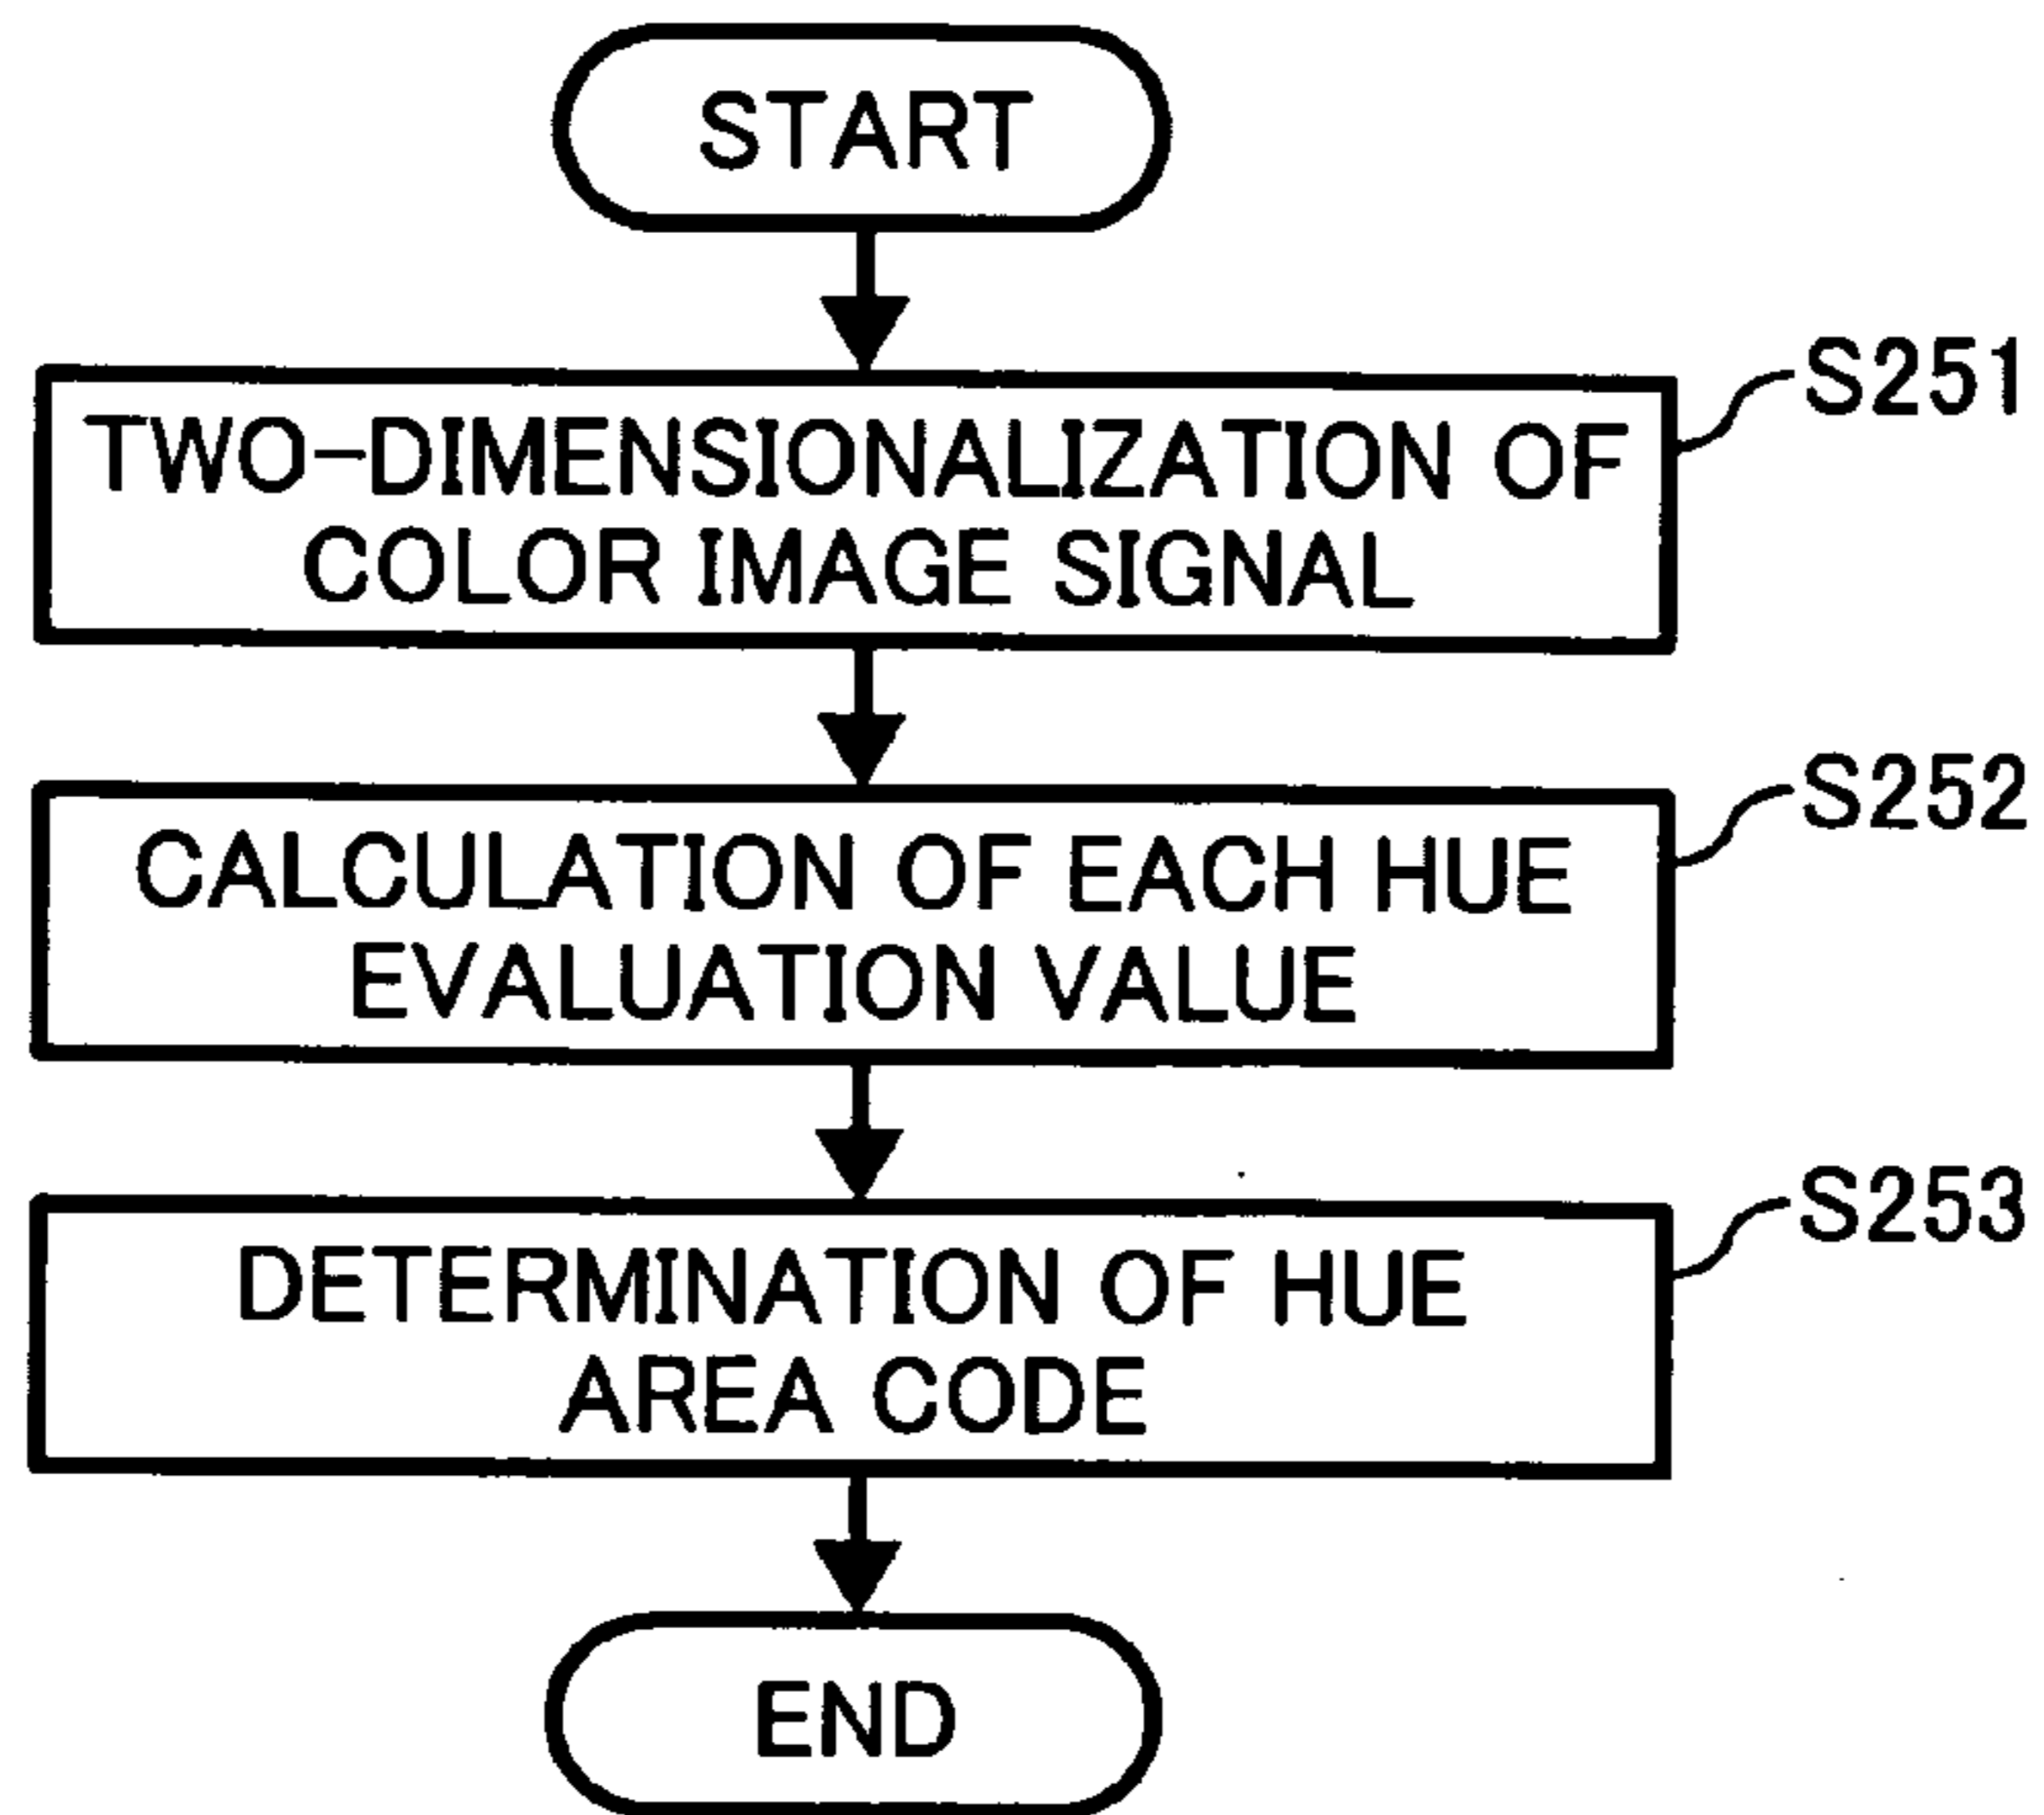 START
S251
TWO-DIMENSIONALIZATION OF
COLOR IMAGE SIGNAL
S252
CALCULATION OF EACH HUE
EVALUATION VALUE
S253
DETERMINATION OF HUE
AREA CODE
END